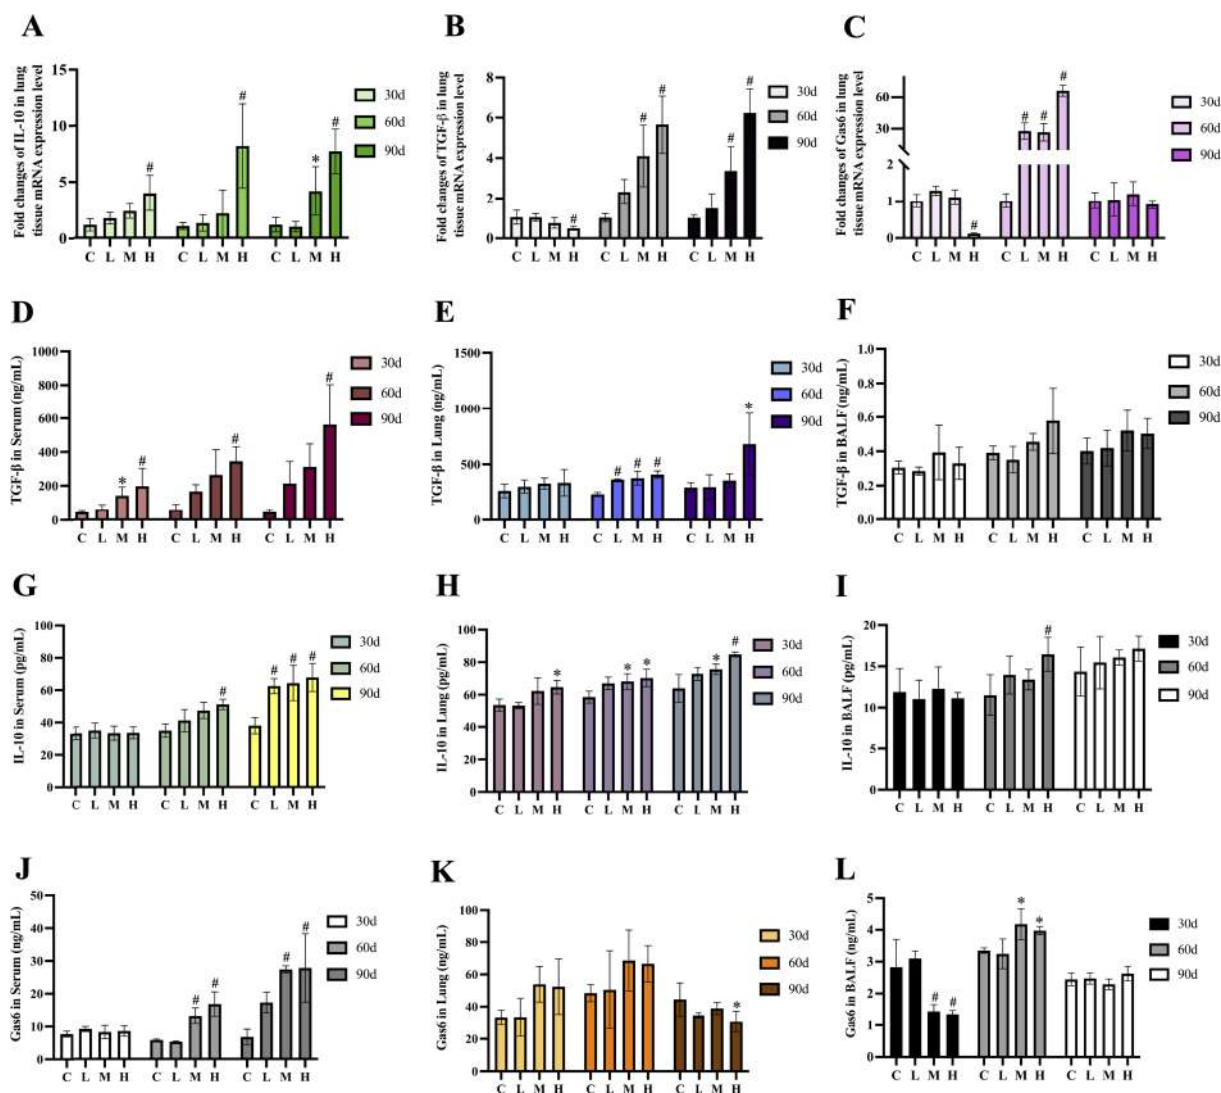 A
Fold changes of IL-10 in lung
tissue mRNA expression level
15
10
5
0
# # * #
C L M H C L M H C L M H
30d
60d
90d
B
Fold changes of TGF-β in lung
tissue mRNA expression level
8
6
4
2
0
# # # # #
C L M H C L M H C L M H
30d
60d
90d
C
Fold changes of Gas6 in lung
tissue mRNA expression level
60
30
2
1
0
# # # #
C L M H C L M H C L M H
30d
60d
90d
D
TGF-β in Serum (ng/mL)
1000
800
600
400
200
0
* # # #
C L M H C L M H C L M H
30d
60d
90d
E
TGF-β in Lung (ng/mL)
1500
1000
500
0
# # # *
C L M H C L M H C L M H
30d
60d
90d
F
TGF-β in BALF (ng/mL)
1.0
0.8
0.6
0.4
0.2
0.0
C L M H C L M H C L M H
30d
60d
90d
G
IL-10 in Serum (pg/mL)
100
80
60
40
20
0
# # # #
C L M H C L M H C L M H
30d
60d
90d
H
IL-10 in Lung (pg/mL)
100
80
60
40
20
0
* * * * #
C L M H C L M H C L M H
30d
60d
90d
I
IL-10 in BALF (pg/mL)
20
15
10
5
0
#
C L M H C L M H C L M H
30d
60d
90d
J
Gas6 in Serum (ng/mL)
50
40
30
20
10
0
# # # #
C L M H C L M H C L M H
30d
60d
90d
K
Gas6 in Lung (ng/mL)
100
80
60
40
20
0
*
C L M H C L M H C L M H
30d
60d
90d
L
Gas6 in BALF (ng/mL)
5
4
3
2
1
0
# # * *
C L M H C L M H C L M H
30d
60d
90d